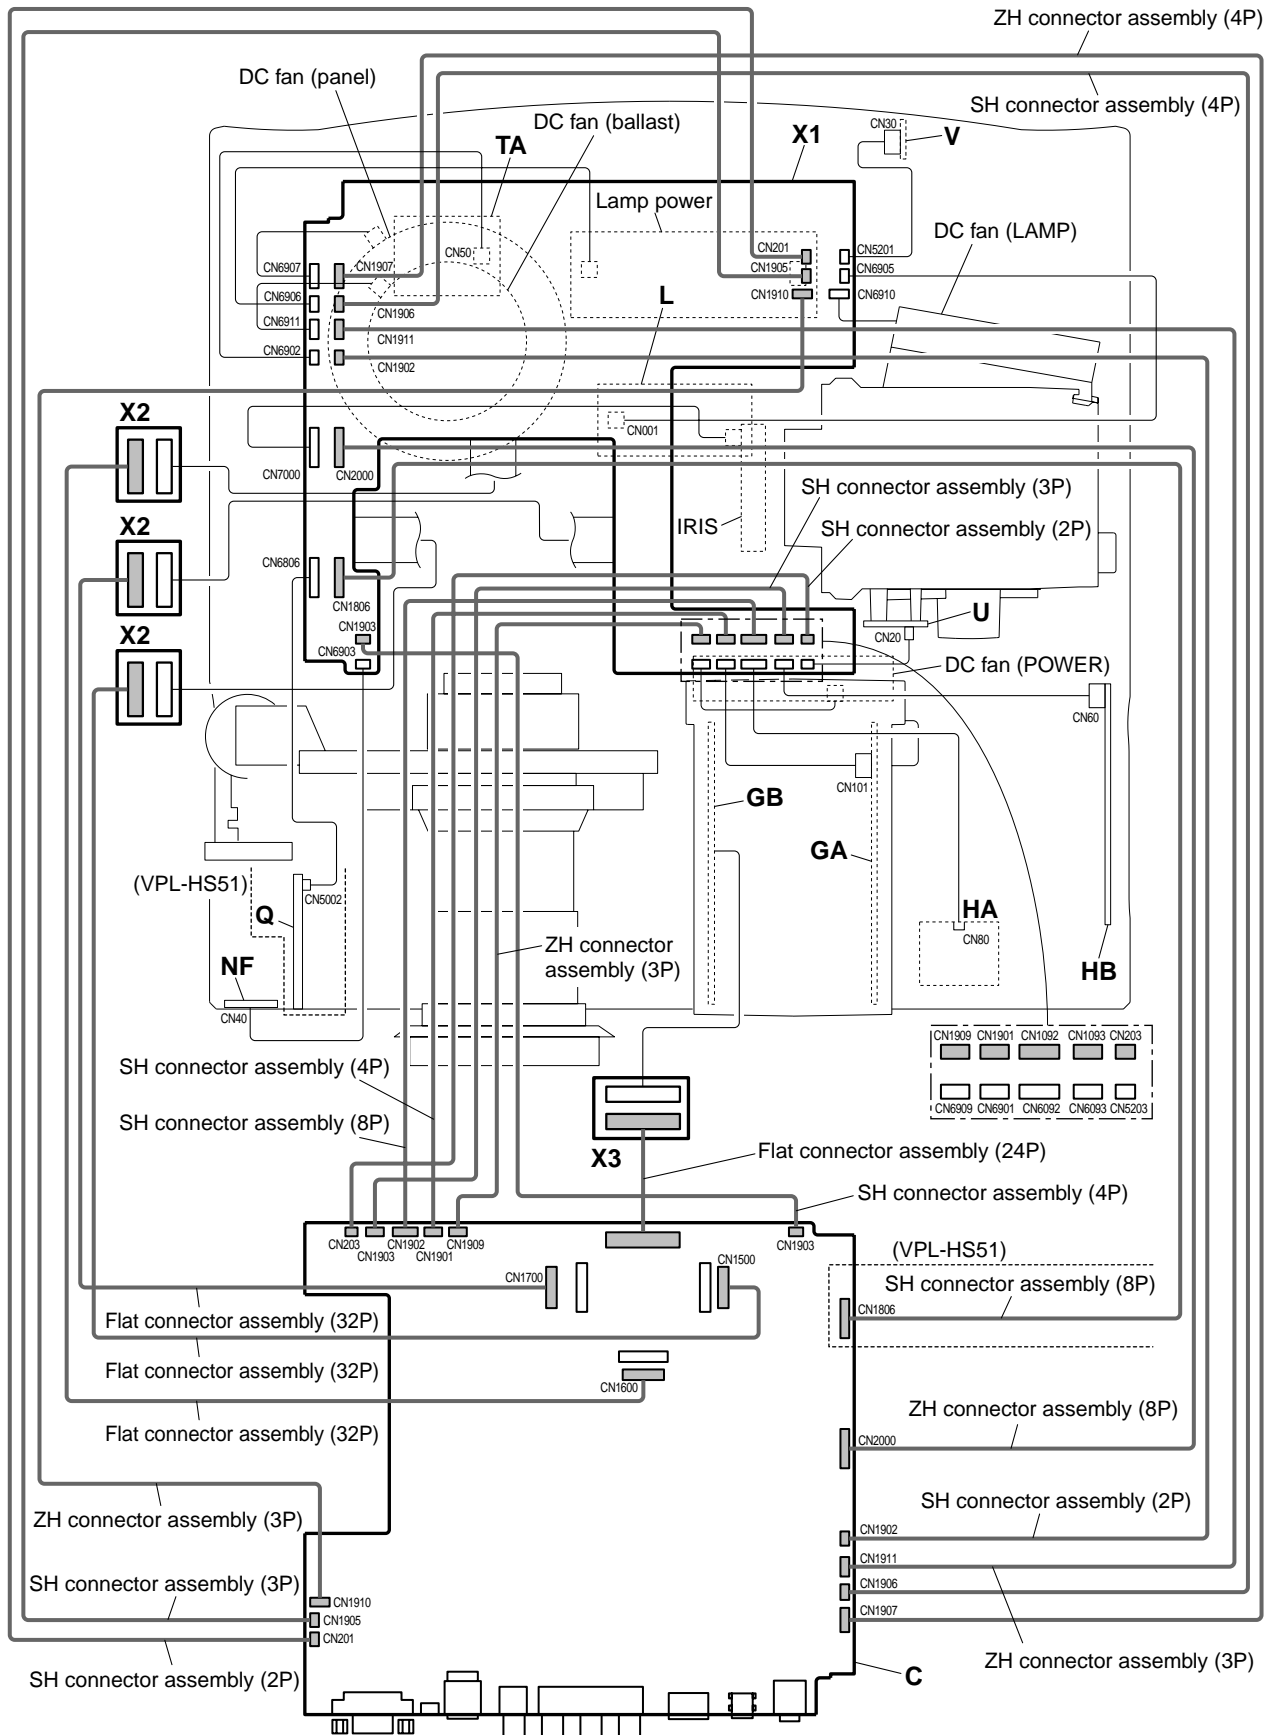 ZH connector assembly (4P)
DC fan (panel)
SH connector assembly (4P)
DC fan (ballast)
TA
X1
CN30
V
Lamp power
DC fan (LAMP)
CN50
CN201
CN5201
CN6907
CN1907
CN1905
CN6905
CN6906
CN1906
CN1910
CN6910
L
CN6911
CN1911
CN6902
CN1902
X2
CN001
CN7000
CN2000
SH connector assembly (3P)
IRIS
SH connector assembly (2P)
X2
CN6806
CN1806
CN1903
U
CN20
X2
CN6903
DC fan (POWER)
CN60
CN101
GB
GA
(VPL-HS51)
CN5002
Q
HA
CN80
ZH connector
assembly (3P)
NF
HB
CN40
CN1909
CN1901
CN1092
CN1093
CN203
SH connector assembly (4P)
CN6909
CN6901
CN6092
CN6093
CN5203
SH connector assembly (8P)
X3
Flat connector assembly (24P)
SH connector assembly (4P)
CN203
CN1903
CN1902
CN1901
CN1909
CN1903
(VPL-HS51)
CN1700
CN1500
SH connector assembly (8P)
CN1806
Flat connector assembly (32P)
Flat connector assembly (32P)
CN1600
Flat connector assembly (32P)
ZH connector assembly (8P)
CN2000
SH connector assembly (2P)
ZH connector assembly (3P)
CN1902
CN1911
SH connector assembly (3P)
CN1910
CN1906
CN1905
CN1907
CN201
SH connector assembly (2P)
C
ZH connector assembly (3P)